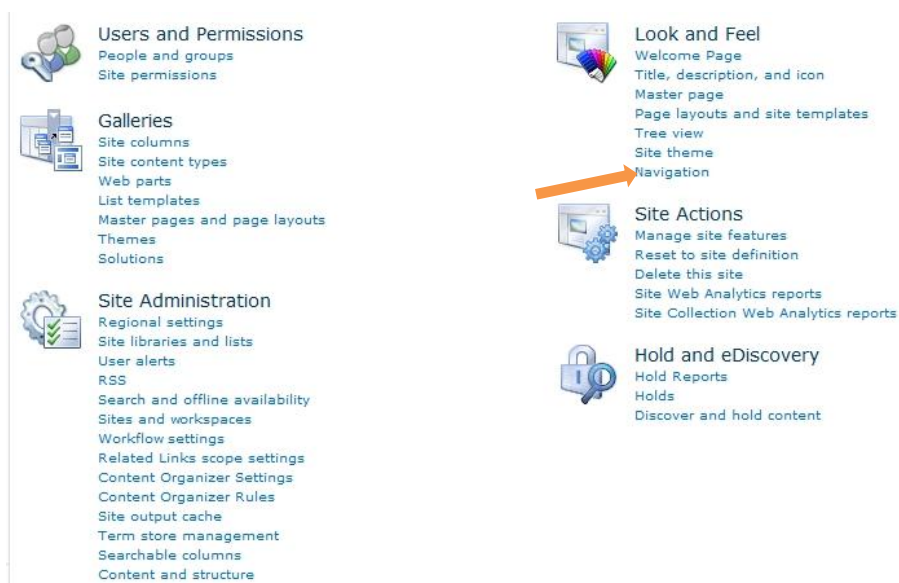 Users and Permissions
People and groups
Site permissions
Galleries
Site columns
Site content types
Web parts
List templates
Master pages and page layouts
Themes
Solutions
Site Administration
Regional settings
Site libraries and lists
User alerts
RSS
Search and offline availability
Sites and workspaces
Workflow settings
Related Links scope settings
Content Organizer Settings
Content Organizer Rules
Site output cache
Term store management
Searchable columns
Content and structure
Look and Feel
Welcome Page
Title, description, and icon
Master page
Page layouts and site templates
Tree view
Site theme
Navigation
Site Actions
Manage site features
Reset to site definition
Delete this site
Site Web Analytics reports
Site Collection Web Analytics reports
Hold and eDiscovery
Hold Reports
Holds
Discover and hold content